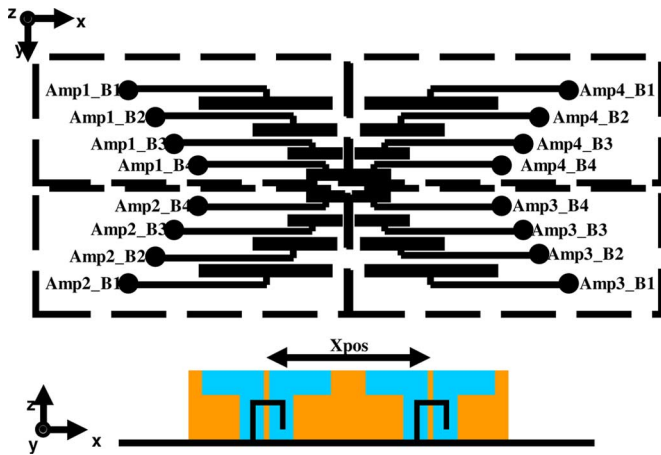 z
x
y
Amp1_B1
Amp4_B1
Amp1_B2
Amp4_B2
Amp1_B3
Amp4_B3
Amp1_B4
Amp4_B4
Amp2_B4
Amp3_B4
Amp2_B3
Amp3_B3
Amp2_B2
Amp3_B2
Amp2_B1
Amp3_B1
Xpos
z
y
x